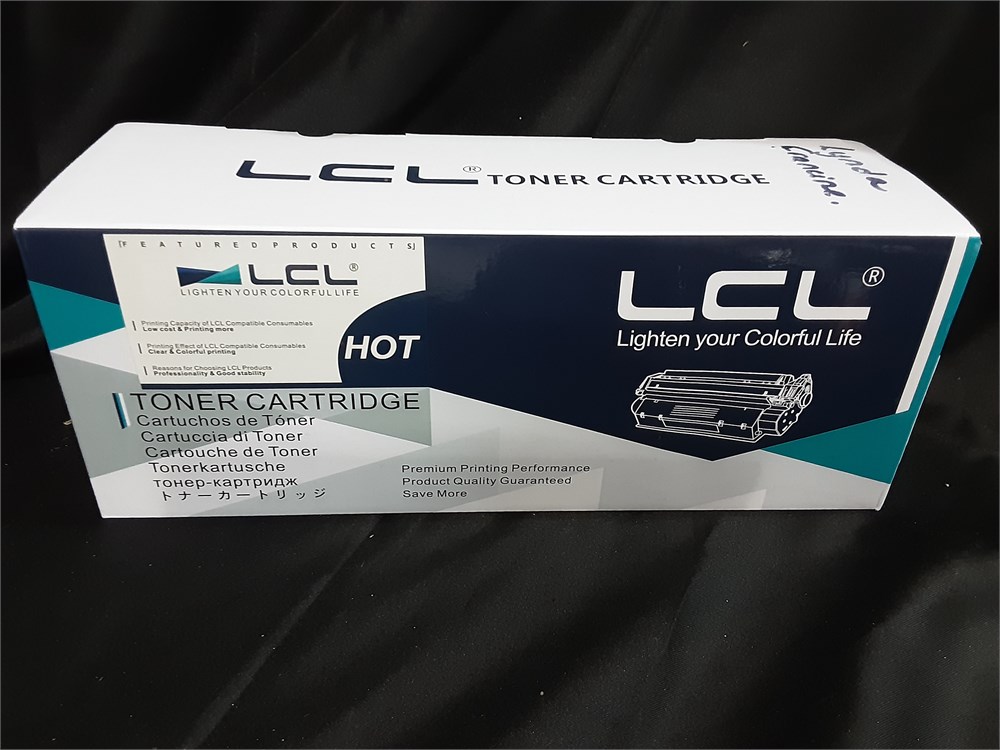 LCL® TONER CARTRIDGE
Lynda
[FEATURED PRODUCTS]
LCL®
LIGHTEN YOUR COLORFUL LIFE
Printing Capacity of LCL Compatible Consumables
Low cost & Printing more
Printing Effect of LCL Compatible Consumables
Clear & Colorful printing
Reasons for Choosing LCL Products
Professionality & Good stability
HOT
TONER CARTRIDGE
Cartuchos de Tóner
Cartuccia di Toner
Cartouche de Toner
Tonerkartusche
тонер-картридж
トナーカートリッジ
Premium Printing Performance
Product Quality Guaranteed
Save More
LCL®
Lighten your Colorful Life